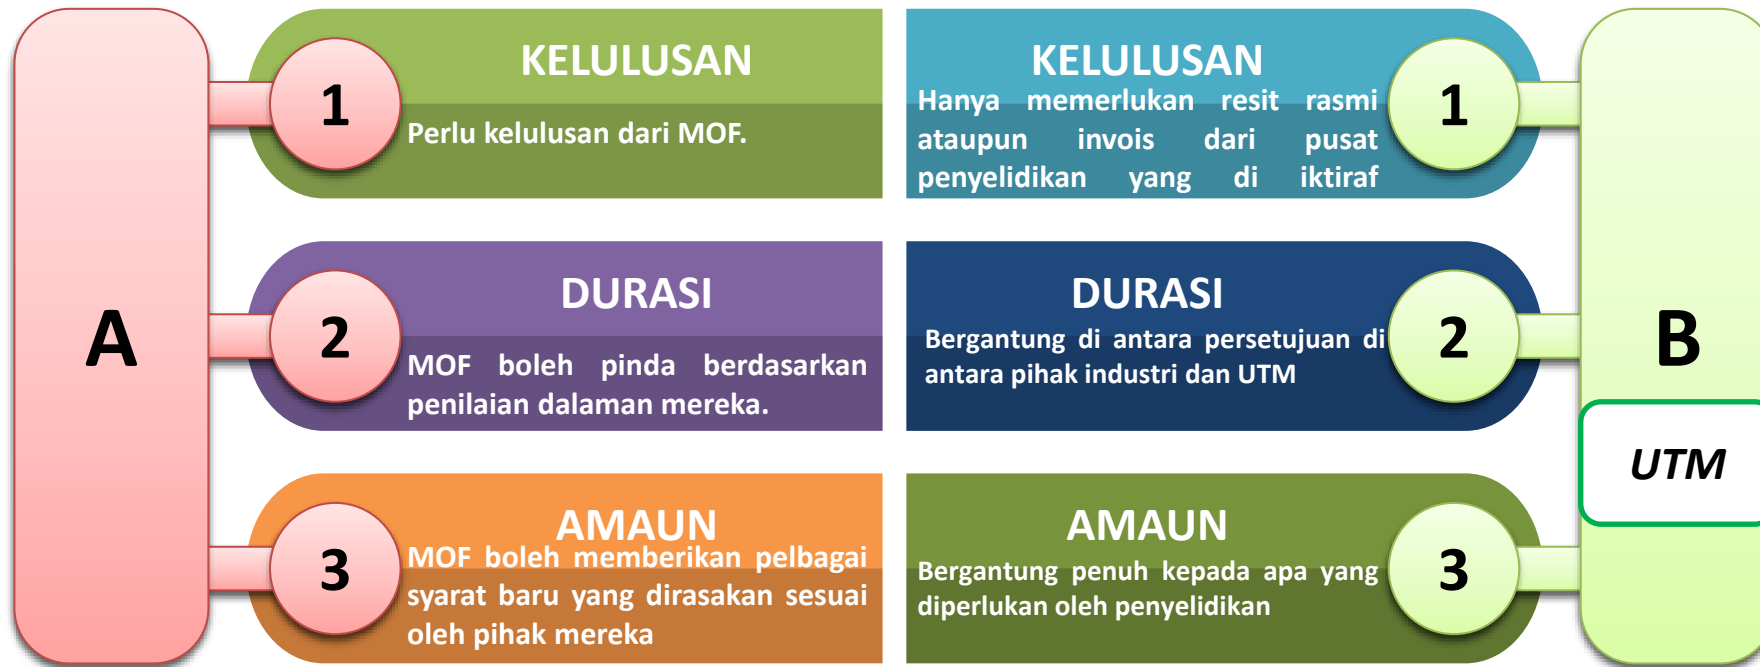 A
1
KELULUSAN
Perlu kelulusan dari MOF.
2
DURASI
MOF boleh pinda berdasarkan
penilaian dalaman mereka.
3
AMAUN
MOF boleh memberikan pelbagai
syarat baru yang dirasakan sesuai
oleh pihak mereka
KELULUSAN
Hanya memerlukan resit rasmi
ataupun invois dari pusat
penyelidikan yang di iktiraf
1
DURASI
Bergantung di antara persetujuan di
antara pihak industri dan UTM
2
AMAUN
Bergantung penuh kepada apa yang
diperlukan oleh penyelidikan
3
B
UTM